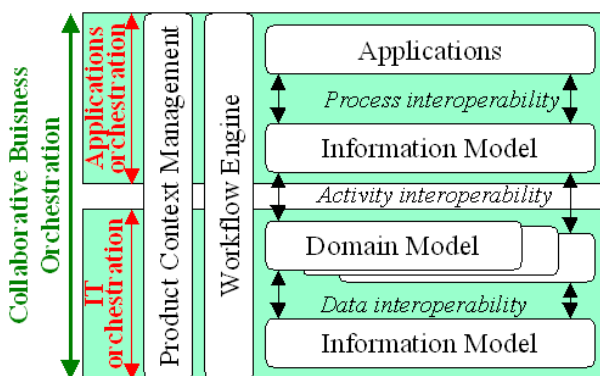 Collaborative Buisness
Orchestration
Applications
orchestration
IT
orchestration
Product Context Management
Workflow Engine
Applications
Process interoperability
Information Model
Activity interoperability
Domain Model
Data interoperability
Information Model